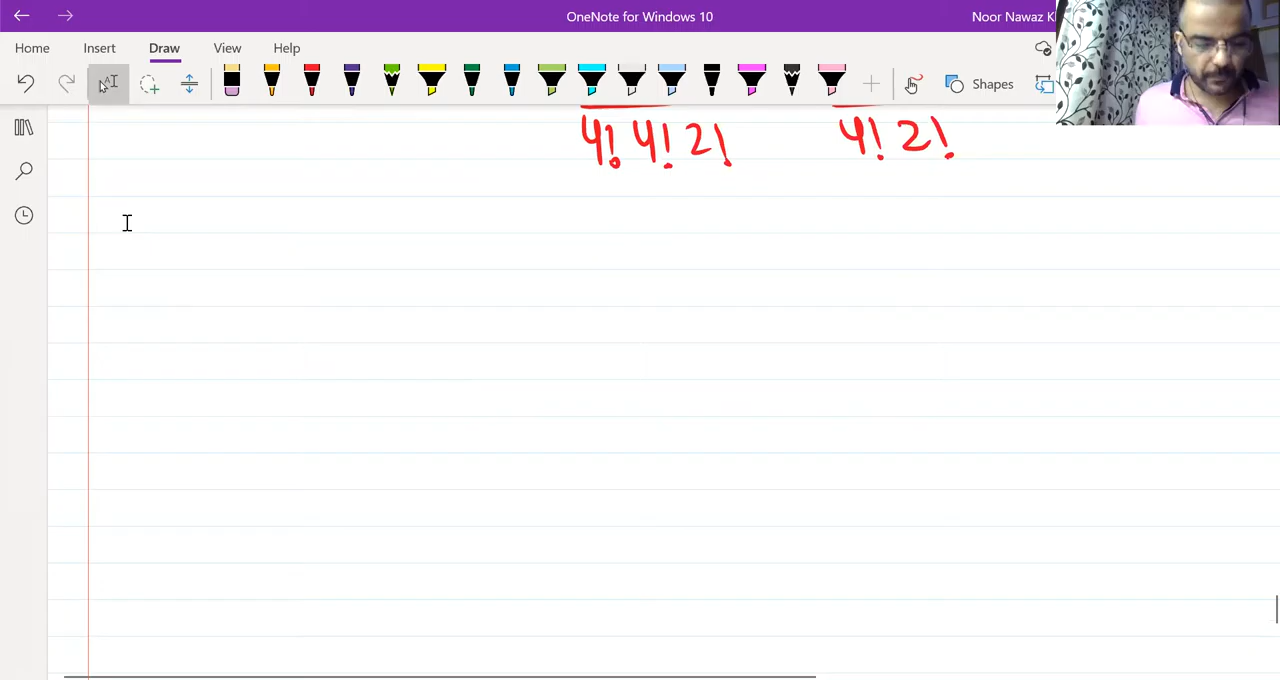 OneNote for Windows 10
Noor Nawaz K
Home Insert Draw View Help
Shapes
4! 4! 2! 4! 2!